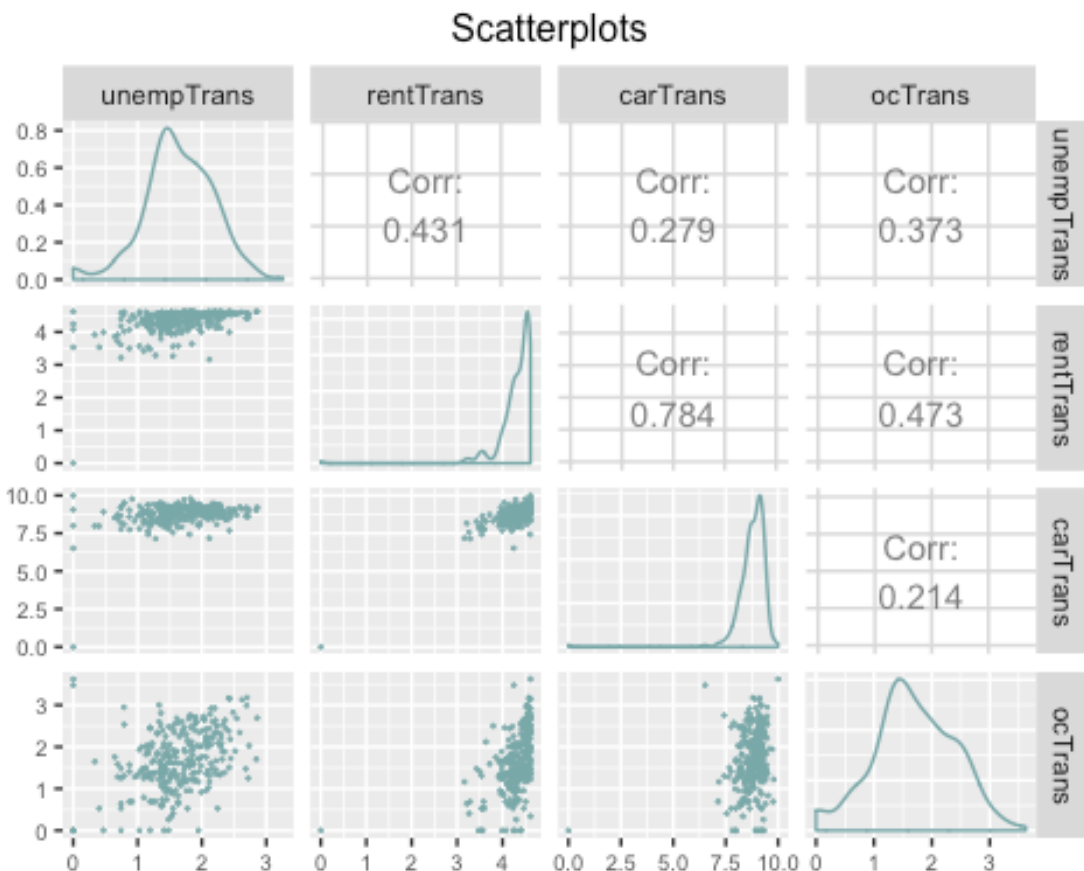 Scatterplots
unempTrans rentTrans carTrans ocTrans
0.8
0.6
0.4
0.2
0.0
Corr: Corr: Corr:
0.431 0.279 0.373
unempTrans
4
3
2
1
0
Corr: Corr:
0.784 0.473
rentTrans
10.0
7.5
5.0
2.5
0.0
Corr:
0.214
carTrans
3
2
1
0
ocTrans
0 1 2 3 0 1 2 3 4 0.0 2.5 5.0 7.5 10.0 0 1 2 3